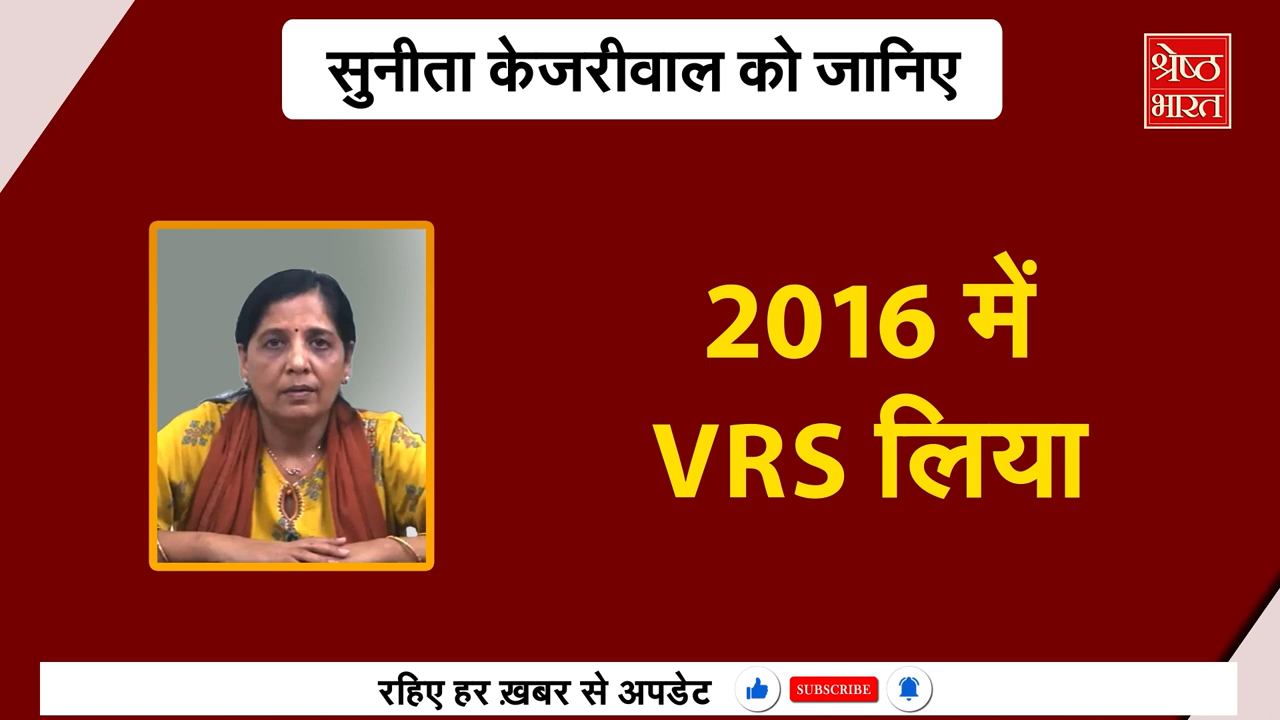 सुनीता केजरीवाल को जानिए
श्रेष्ठ
भारत
2016 में
VRS लिया
रहिए हर ख़बर से अपडेट
SUBSCRIBE